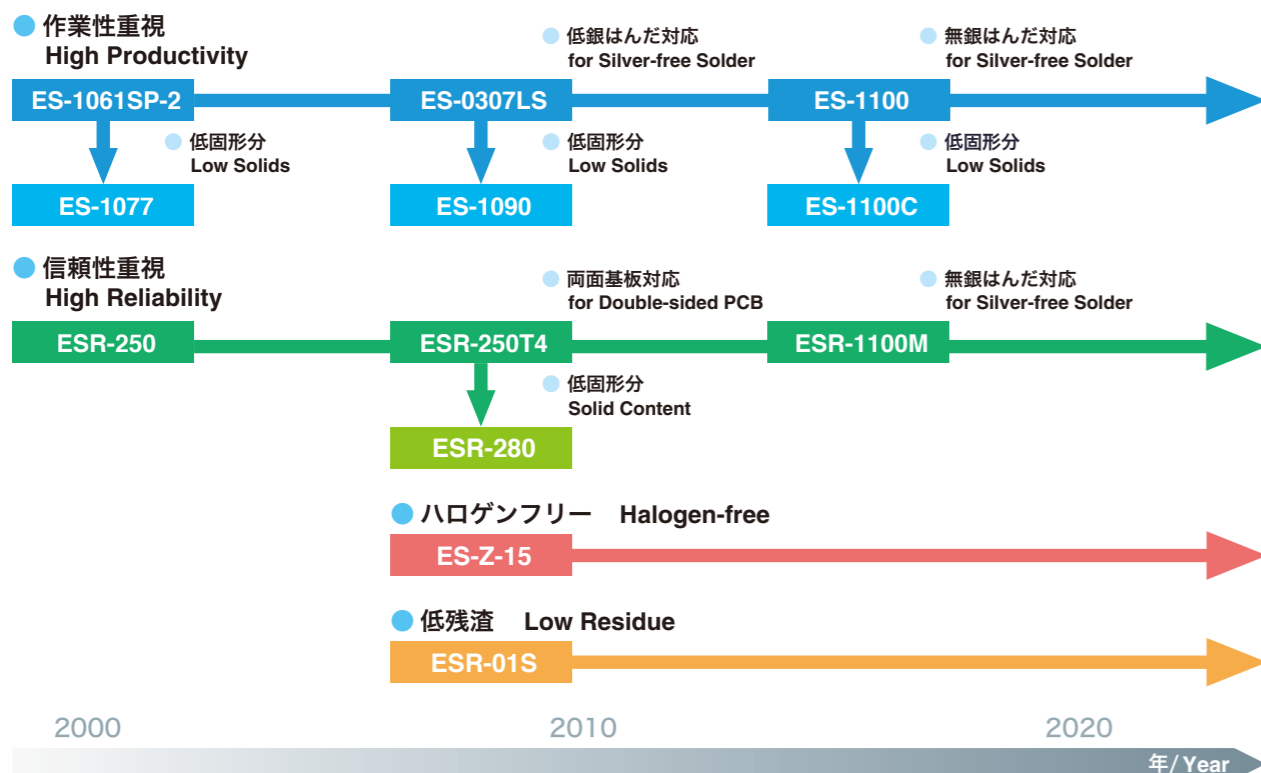 作業性重視
High Productivity
低銀はんだ対応
for Silver-free Solder
無銀はんだ対応
for Silver-free Solder
ES-1061SP-2
ES-0307LS
ES-1100
低固形分
Low Solids
低固形分
Low Solids
低固形分
Low Solids
ES-1077
ES-1090
ES-1100C
信頼性重視
High Reliability
両面基板対応
for Double-sided PCB
無銀はんだ対応
for Silver-free Solder
ESR-250
ESR-250T4
ESR-1100M
低固形分
Solid Content
ESR-280
ハロゲンフリー Halogen-free
ES-Z-15
低残渣 Low Residue
ESR-01S
2000 2010 2020
年/Year